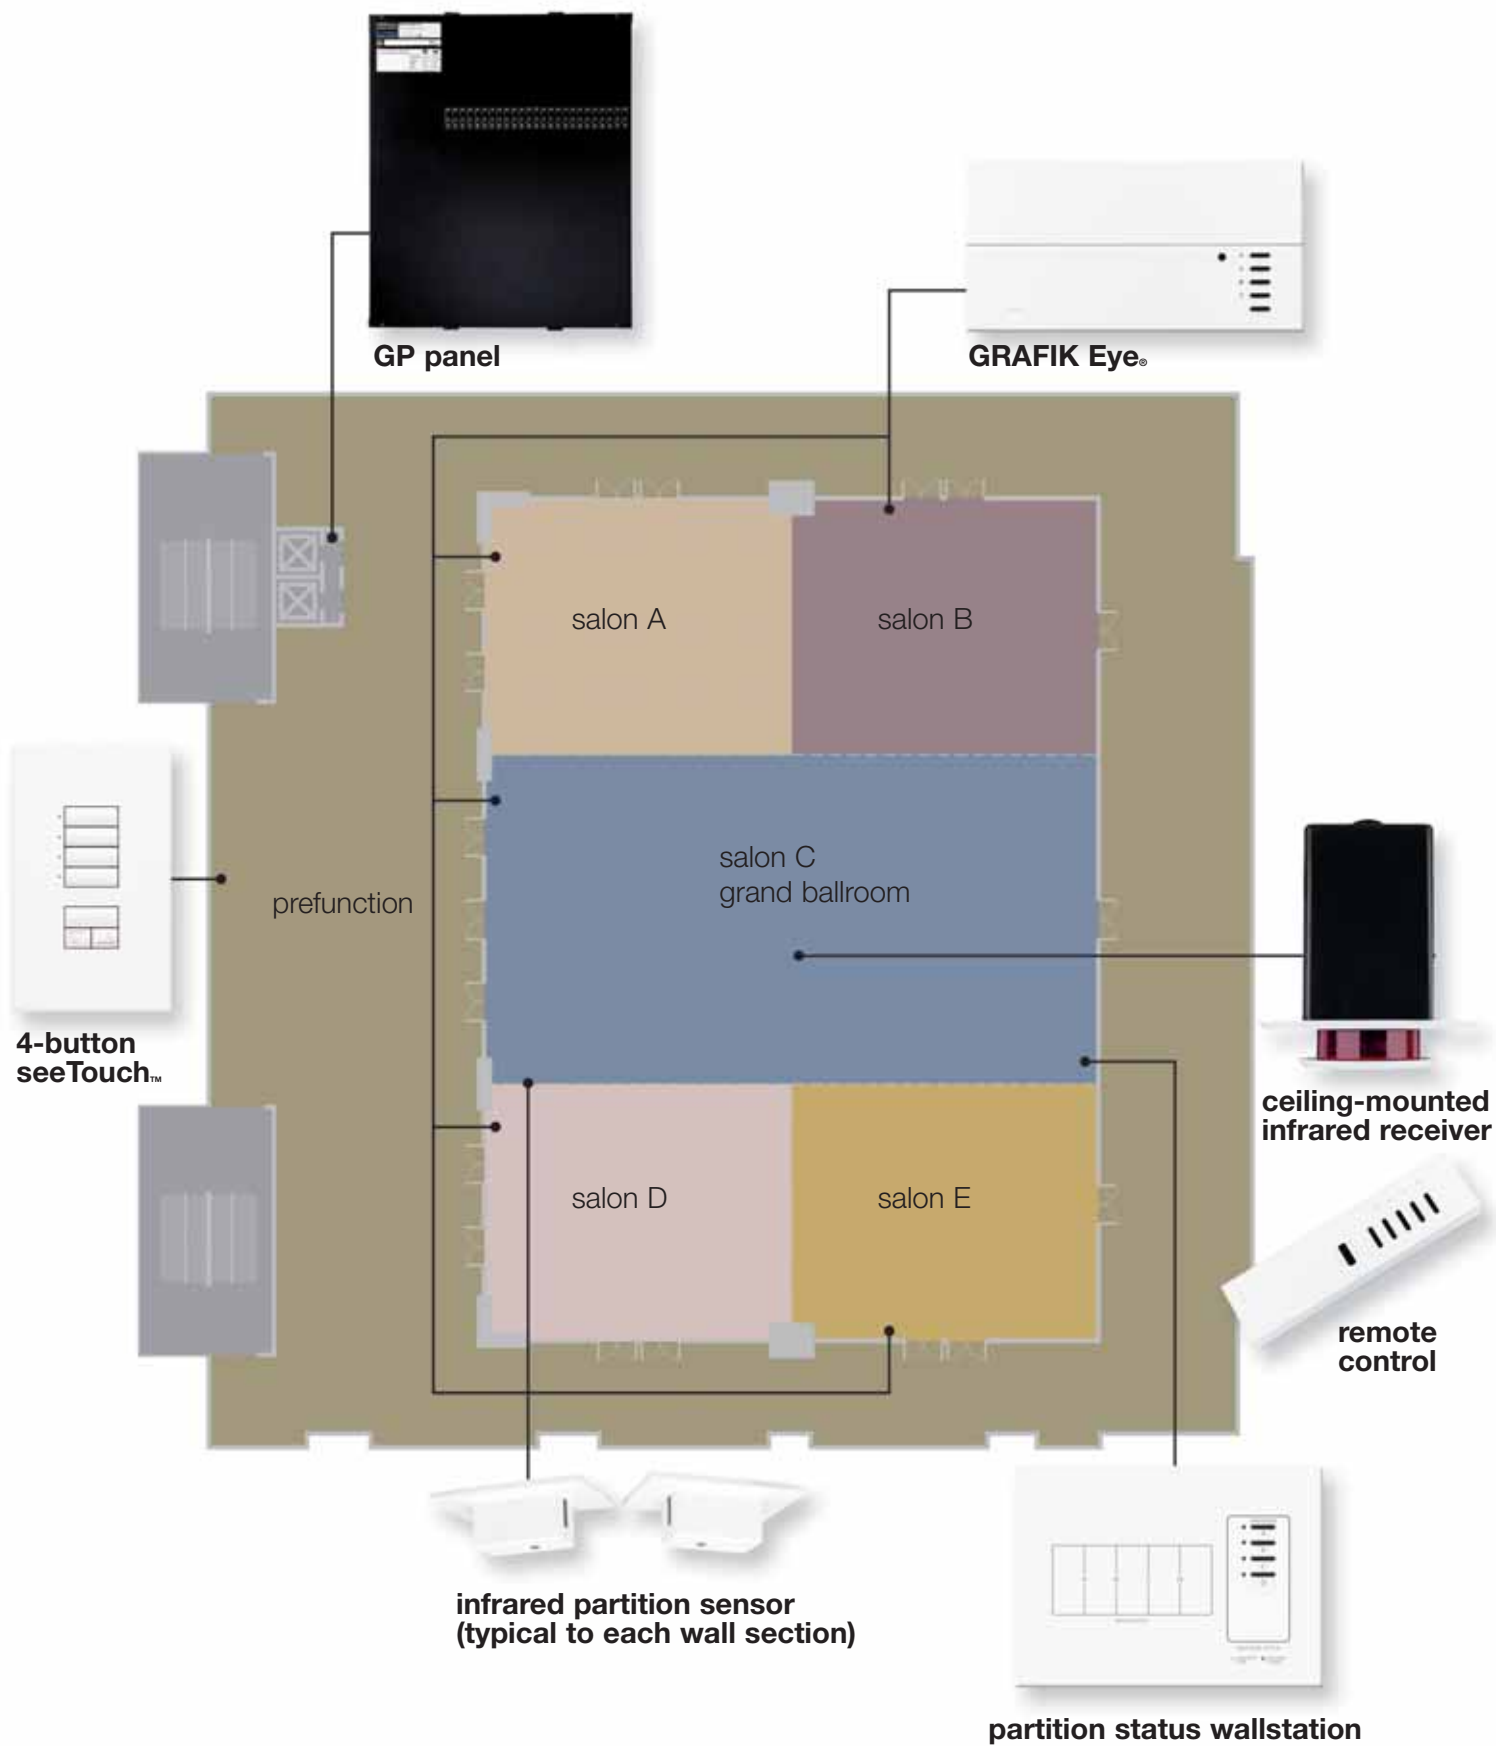 GP panel
GRAFIK Eye®
salon A
salon B
salon C
grand ballroom
prefunction
4-button
seeTouch™
ceiling-mounted
infrared receiver
salon D
salon E
remote
control
infrared partition sensor
(typical to each wall section)
partition status wallstation